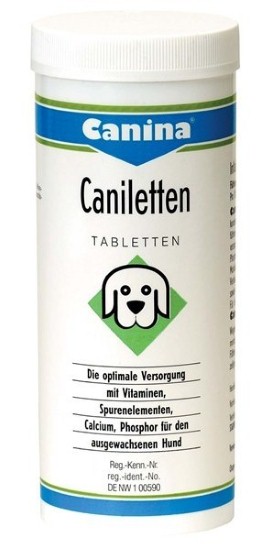 Canina®
Caniletten
TABLETTEN
Die optimale Versorgung
mit Vitaminen,
Spurenelementen,
Calcium, Phosphor für den
ausgewachsenen Hund
Reg.-Kenn.-Nr.
reg.-ident.-No.
DE NW 1 00590